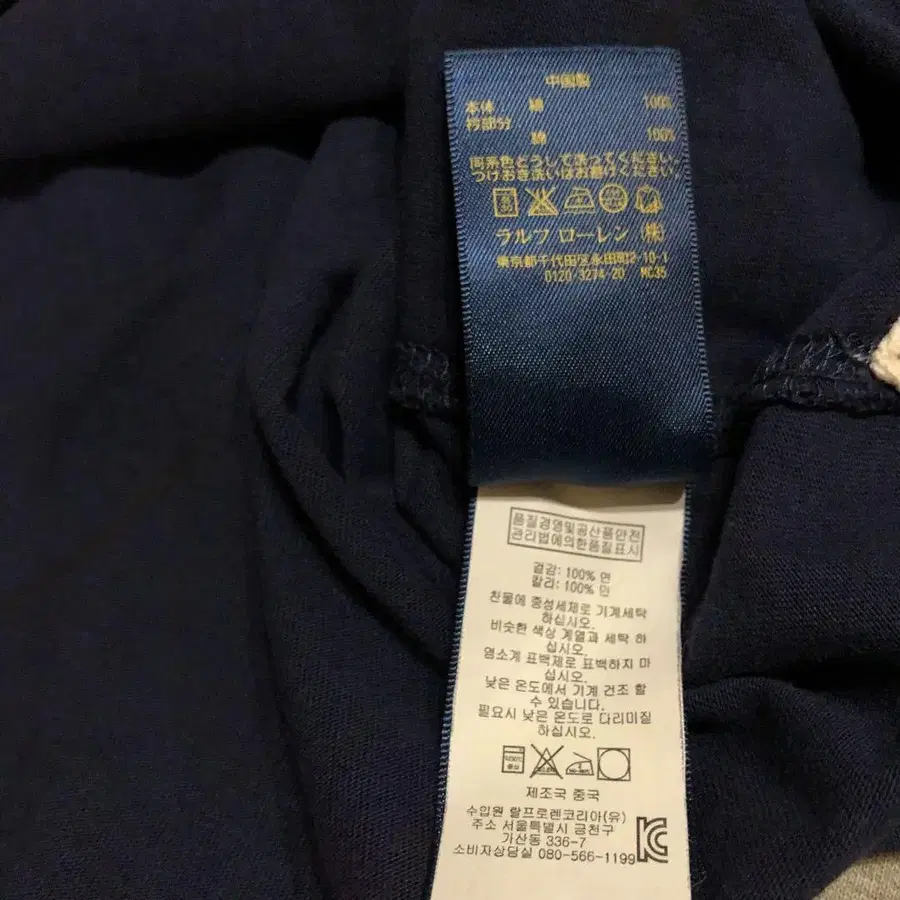 中国製
本体 綿 100%
衿部分
綿 100%
同系色どうしで洗ってください。
つけおき洗いはお避けください。
ラルフ ローレン (株)
東京都千代田区永田町2-10-1
0120 3274 20 MC35
품질경영및공산품안전
관리법에의한품질표시
겉감: 100% 면
칼라: 100% 면
찬물에 중성세제로 기계세탁
하십시오.
비슷한 색상 계열과 세탁 하
십시오.
염소계 표백제로 표백하지 마
십시오.
낮은 온도에서 기계 건조 할
수 있습니다.
필요시 낮은 온도로 다리미질
하십시오.
제조국 중국
수입원 랄프로렌코리아(유)
주소 서울특별시 금천구
가산동 336-7
소비자상담실 080-566-1199